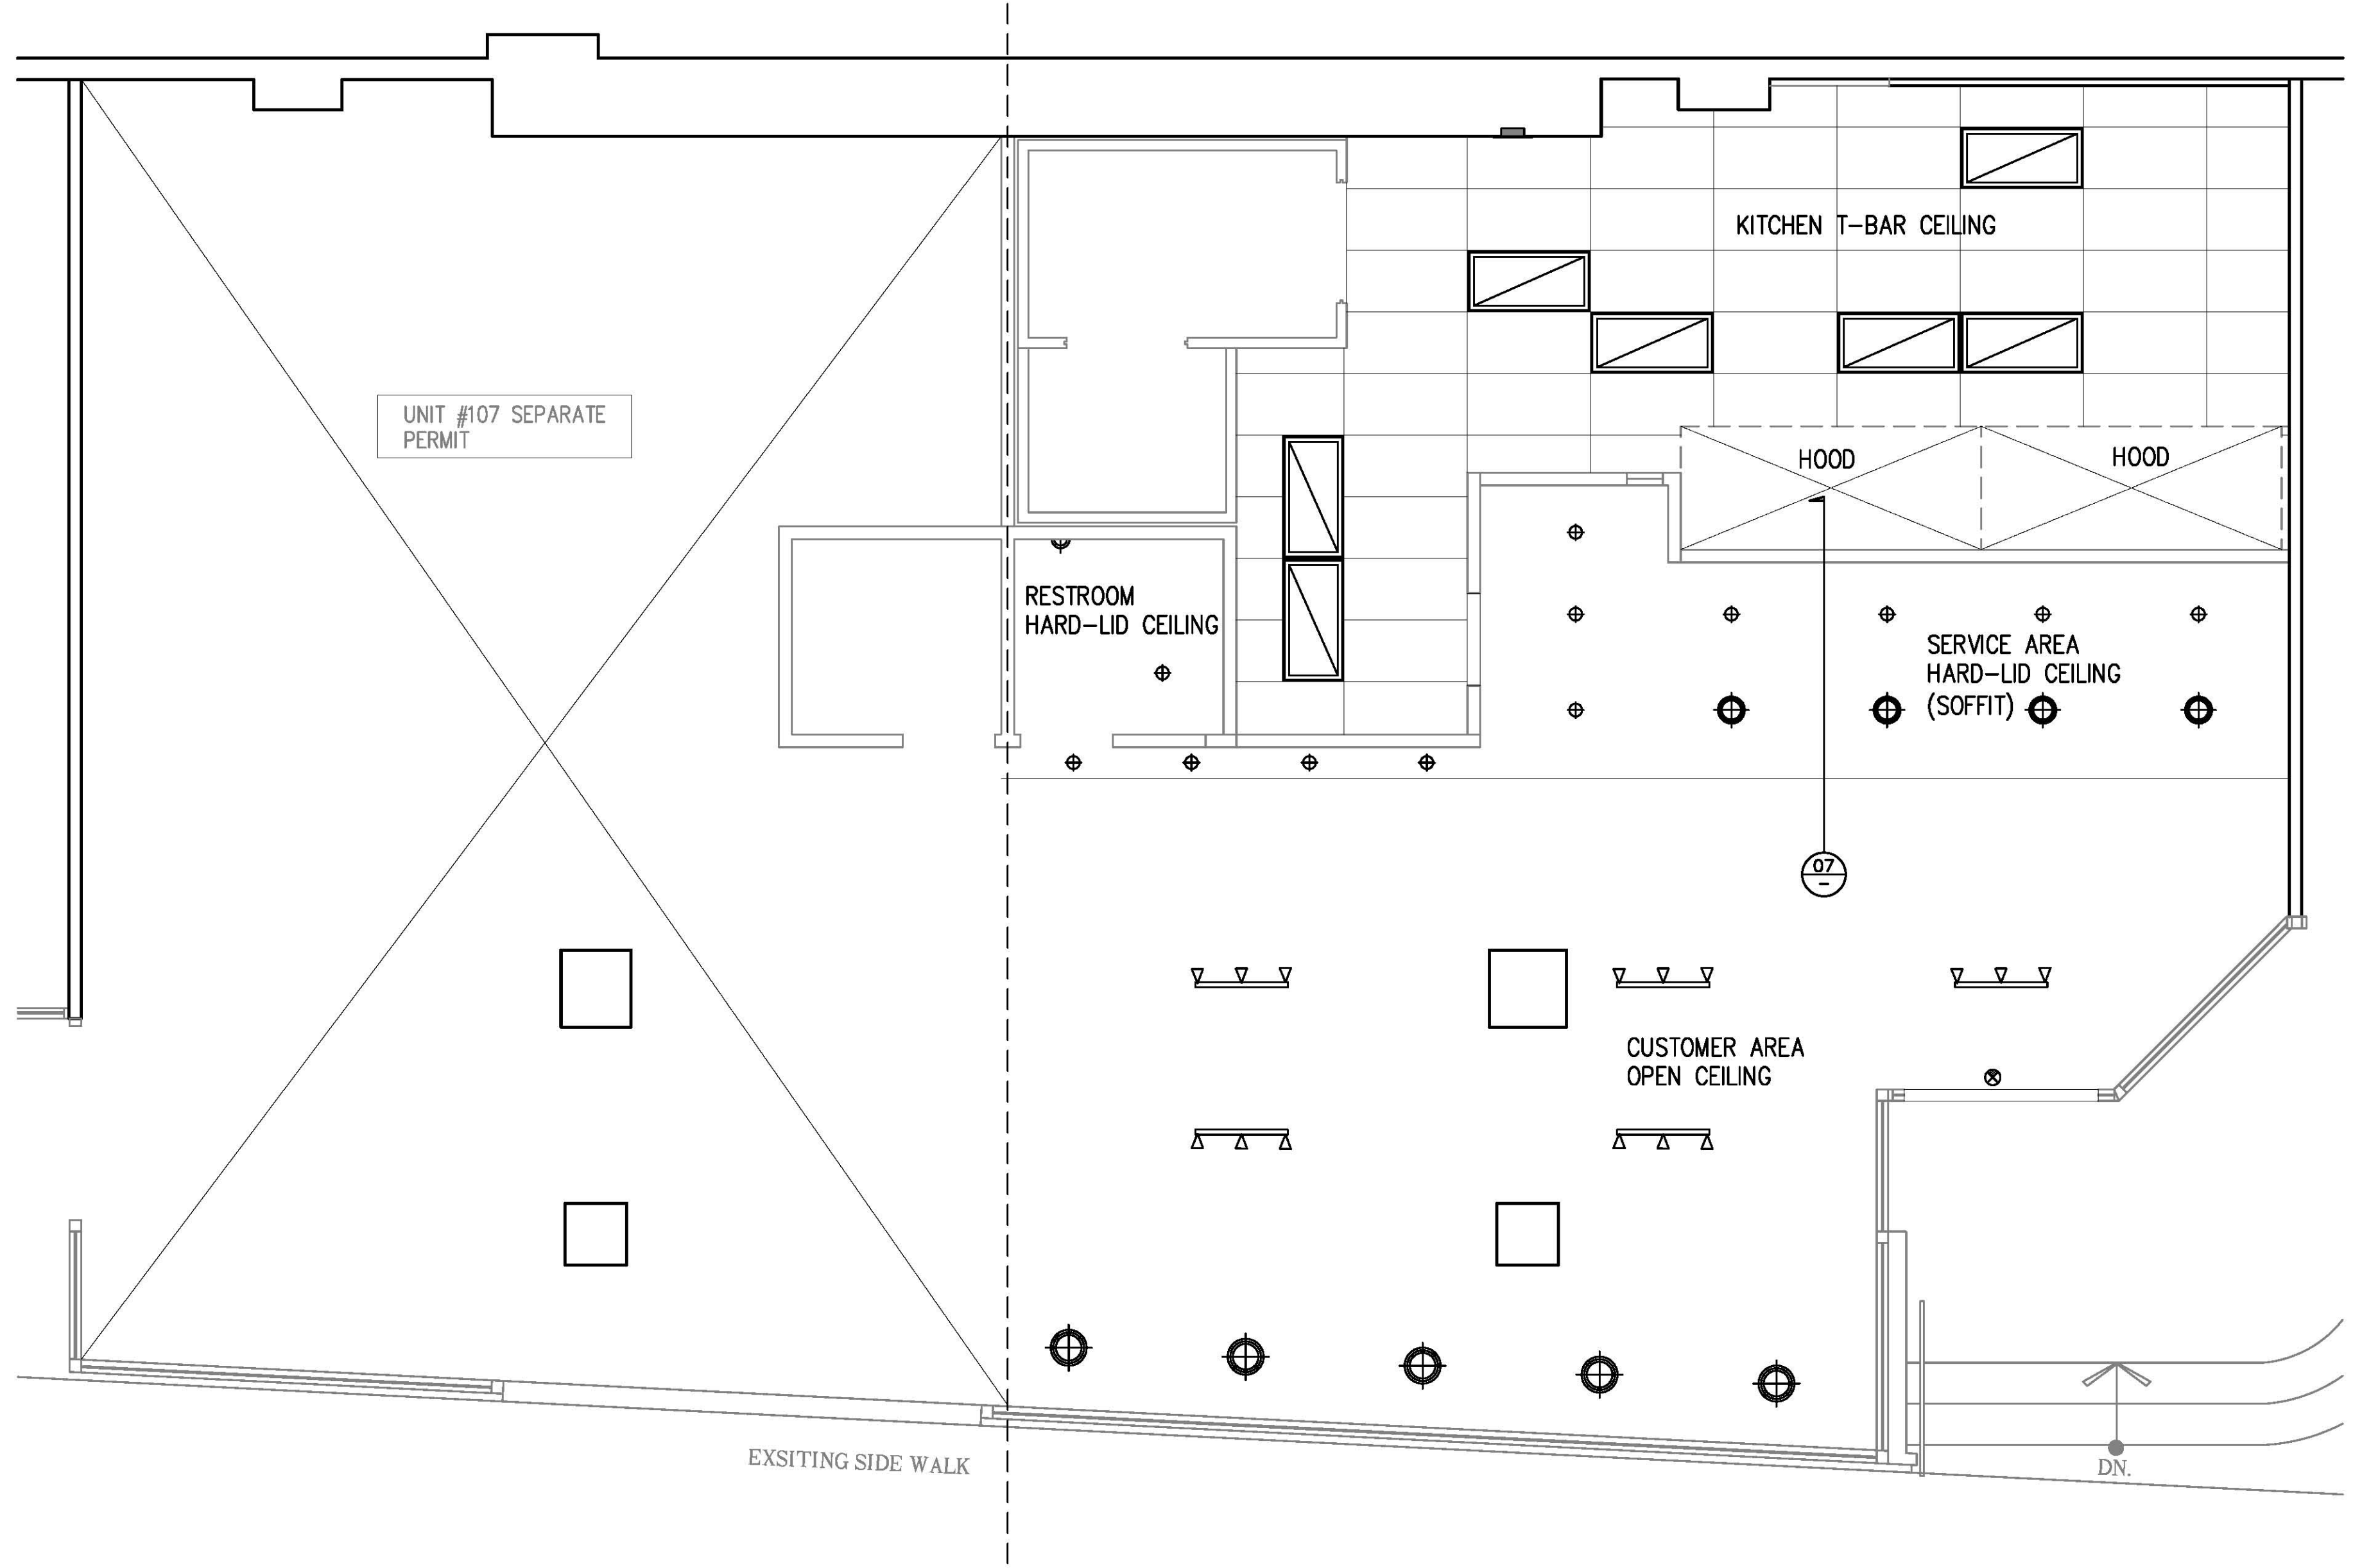 KITCHEN T-BAR CEILING
UNIT #107 SEPARATE
PERMIT
HOOD
HOOD
RESTROOM
HARD-LID CEILING
SERVICE AREA
HARD-LID CEILING
(SOFFIT)
07
-
CUSTOMER AREA
OPEN CEILING
EXSITING SIDE WALK
DN.